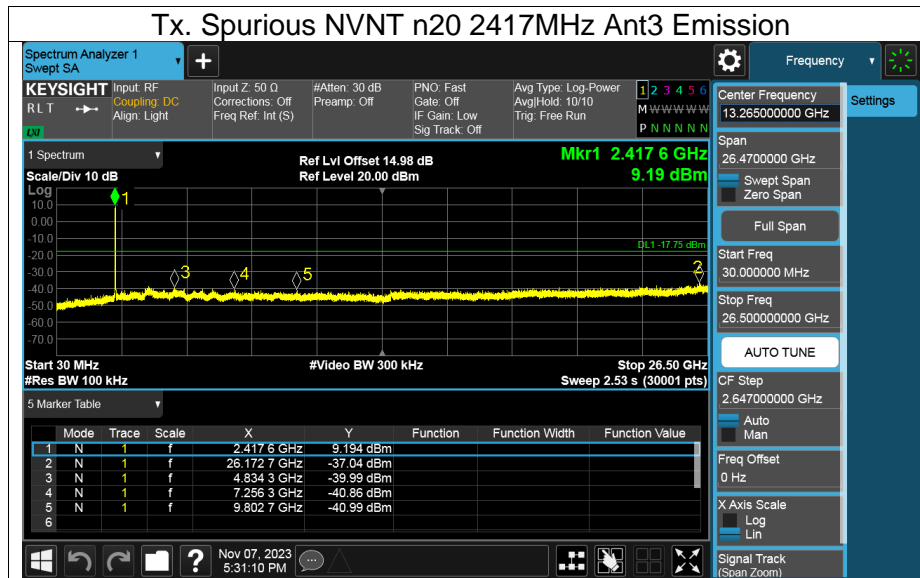 Tx. Spurious NVNT n20 2417MHz Ant3 Emission
Spectrum Analyzer 1
Swept SA
+
Frequency
KEYSIGHT
RLT
LXI
Input: RF
Coupling: DC
Align: Light
Input Z: 50 Ω
Corrections: Off
Freq Ref: Int (S)
#Atten: 30 dB
Preamp: Off
PNO: Fast
Gate: Off
IF Gain: Low
Sig Track: Off
Avg Type: Log-Power
Avg|Hold: 10/10
Trig: Free Run
1 2 3 4 5 6
M W W W W W
P N N N N N
1 Spectrum
Scale/Div 10 dB
Ref Lvl Offset 14.98 dB
Ref Level 20.00 dBm
Mkr1 2.417 6 GHz
9.19 dBm
Log
10.0
0.00
-10.0
-20.0
-30.0
-40.0
-50.0
-60.0
-70.0
1
3
4
5
2
DL1 -17.75 dBm
Start 30 MHz
#Video BW 300 kHz
Stop 26.50 GHz
#Res BW 100 kHz
Sweep 2.53 s (30001 pts)
5 Marker Table
Mode Trace Scale X Y Function Function Width Function Value
1 N 1 f 2.417 6 GHz 9.194 dBm
2 N 1 f 26.172 7 GHz -37.04 dBm
3 N 1 f 4.834 3 GHz -39.99 dBm
4 N 1 f 7.256 3 GHz -40.86 dBm
5 N 1 f 9.802 7 GHz -40.99 dBm
6
?
Nov 07, 2023
5:31:10 PM
Center Frequency
13.265000000 GHz
Settings
Span
26.4700000 GHz
Swept Span
Zero Span
Full Span
Start Freq
30.000000 MHz
Stop Freq
26.500000000 GHz
AUTO TUNE
CF Step
2.647000000 GHz
Auto
Man
Freq Offset
0 Hz
X Axis Scale
Log
Lin
Signal Track
(Span Zoom)